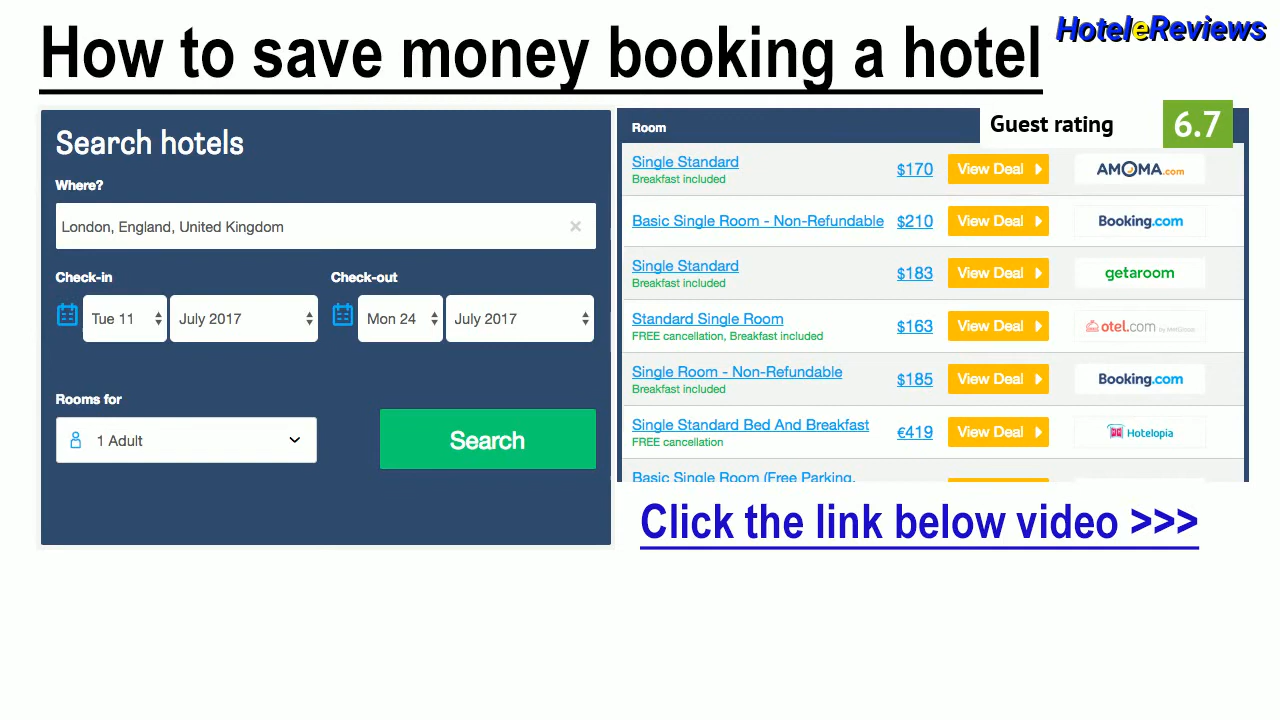 How to save money booking a hotel
HoteleReviews
Search hotels
Where?
London, England, United Kingdom
Check-in
Check-out
Tue 11
July 2017
Mon 24
July 2017
Rooms for
1 Adult
Search
Room
Guest rating
6.7
Single Standard
Breakfast included
$170
View Deal
AMOMA.com
Basic Single Room - Non-Refundable
$210
View Deal
Booking.com
Single Standard
Breakfast included
$183
View Deal
getaroom
Standard Single Room
FREE cancellation, Breakfast included
$163
View Deal
otel.com
Single Room - Non-Refundable
Breakfast included
$185
View Deal
Booking.com
Single Standard Bed And Breakfast
FREE cancellation
€419
View Deal
Hotelopia
Basic Single Room (Free Parking,
Click the link below video >>>